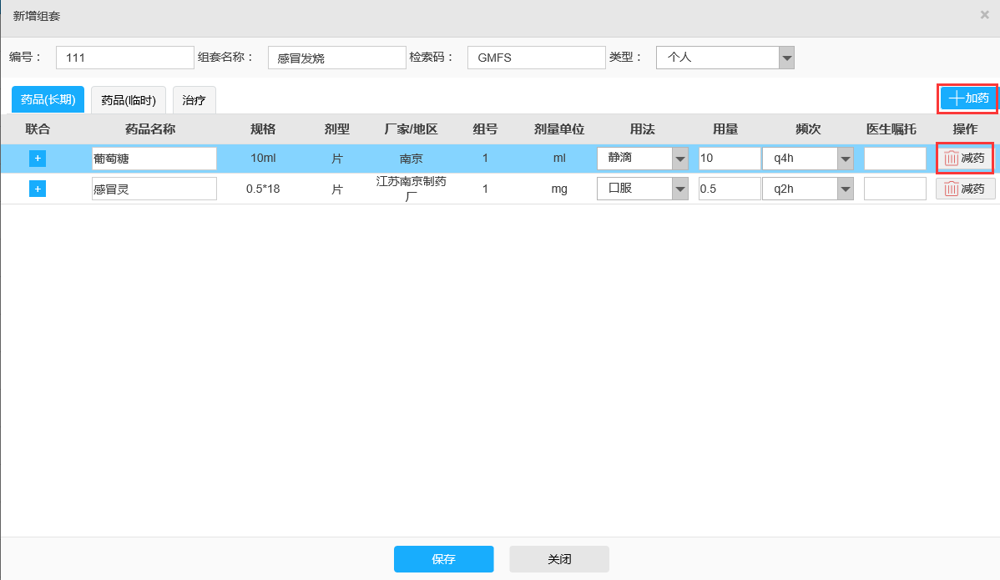 新增组套 ×
编号： 111 组套名称： 感冒发烧 检索码： GMFS 类型： 个人
药品(长期) 药品(临时) 治疗 加药
联合 药品名称 规格 剂型 厂家/地区 组号 剂量单位 用法 用量 频次 医生嘱托 操作
+ 葡萄糖 10ml 片 南京 1 ml 静滴 10 q4h 减药
+ 感冒灵 0.5*18 片 江苏南京制药 1 mg 口服 0.5 q2h 减药
厂
保存 关闭